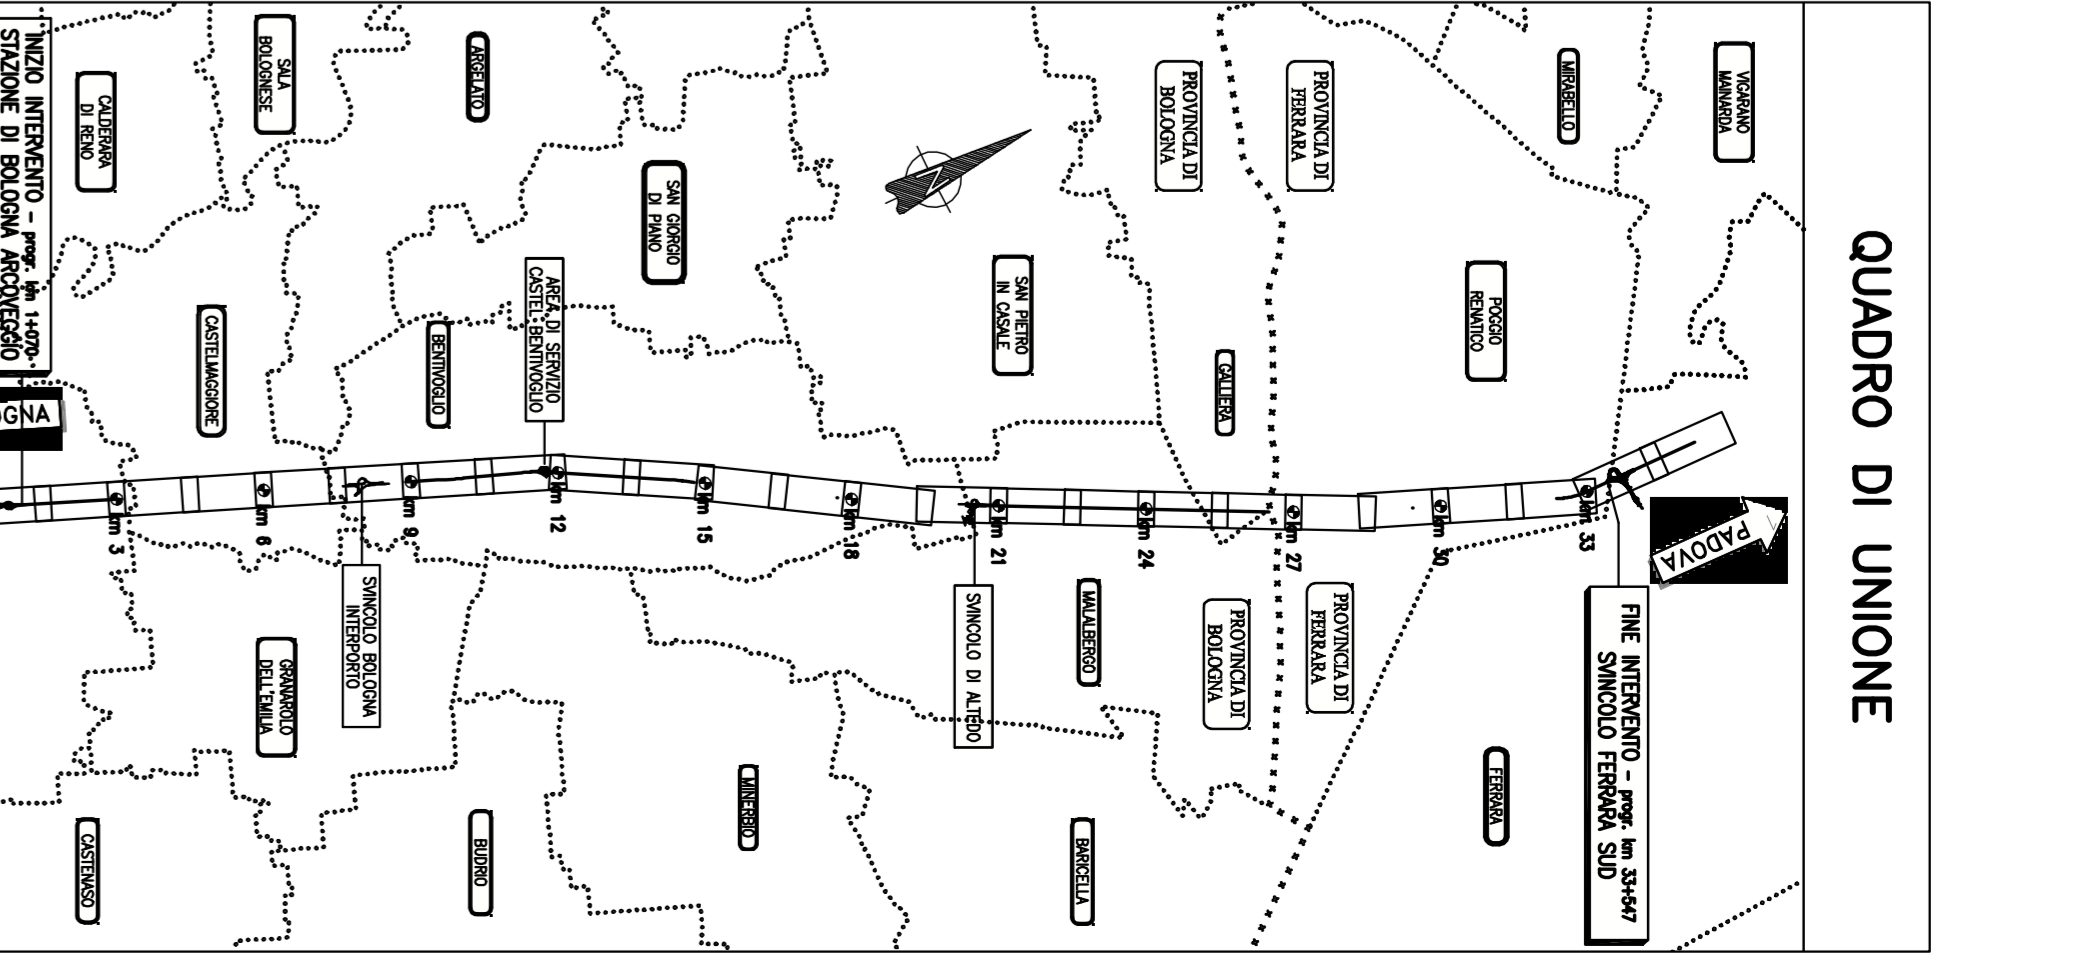 QUADRO DI UNIONE
VIGARANO
MAINARDA
MIRABELLO
POGGIO
RENATICO
PADOVA
FINE INTERVENTO - progr. km 33+547
SVINCOLO FERRARA SUD
FERRARA
PROVINCIA DI
FERRARA
PROVINCIA DI
BOLOGNA
GALLIERA
PROVINCIA DI
FERRARA
PROVINCIA DI
BOLOGNA
SAN PIETRO
IN CASALE
MALALBERGO
BARICELLA
SVINCOLO DI ALTEDO
MINERBIO
SAN GIORGIO
DI PIANO
AREA DI SERVIZIO
CASTEL BENTIVOGLIO
ARGELATO
BENTIVOGLIO
BUDRIO
SVINCOLO BOLOGNA
INTERPORTO
SALA
BOLOGNESE
CASTELMAGGIORE
GRANAROLO
DELL'EMILIA
CALDERARA
DI RENO
CASTENASO
INIZIO INTERVENTO - progr. km 1+070
STAZIONE DI BOLOGNA ARCOVEGGIO
GNA
km 3
km 6
km 9
km 12
km 15
km 18
km 21
km 24
km 27
km 30
km 33